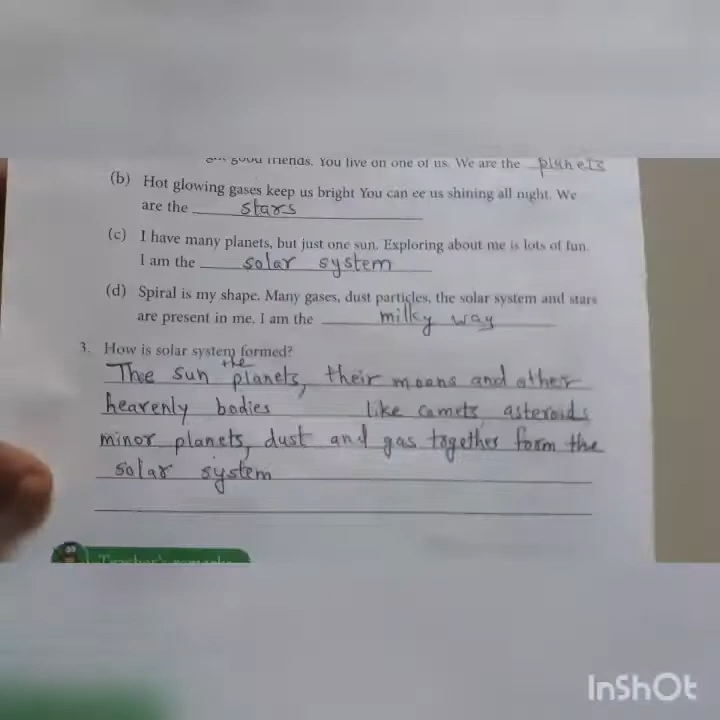 good friends. You live on one of us. We are the planets
(b) Hot glowing gases keep us bright You can ee us shining all night. We
are the stars
(c) I have many planets, but just one sun. Exploring about me is lots of fun.
I am the solar system
(d) Spiral is my shape. Many gases, dust particles, the solar system and stars
are present in me. I am the milky way
3. How is solar system formed?
the
The sun planets, their moons and other
heavenly bodies like comets, asteroids
minor planets, dust and gas together form the
solar system
Teacher's remarks
InShOt